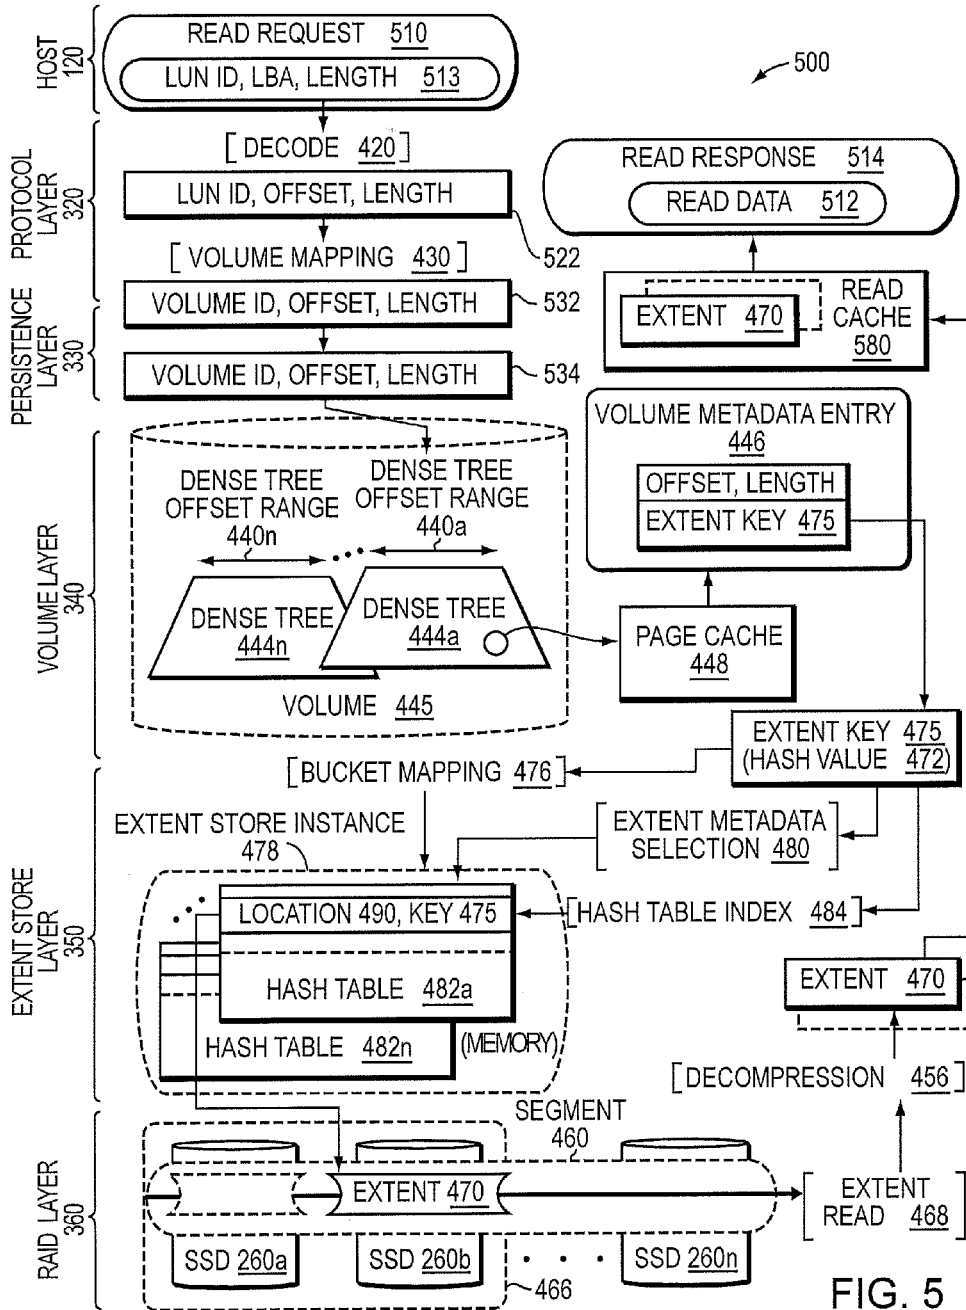 HOST
120
READ REQUEST 510
LUN ID, LBA, LENGTH 513
500
PROTOCOL
LAYER
320
[ DECODE 420 ]
LUN ID, OFFSET, LENGTH
522
[ VOLUME MAPPING 430 ]
VOLUME ID, OFFSET, LENGTH
532
READ RESPONSE 514
READ DATA 512
EXTENT 470
READ
CACHE
580
PERSISTENCE
LAYER
330
VOLUME ID, OFFSET, LENGTH
534
VOLUME LAYER
340
DENSE TREE
OFFSET RANGE
440n
DENSE TREE
OFFSET RANGE
440a
DENSE TREE
444n
DENSE TREE
444a
VOLUME 445
VOLUME METADATA ENTRY
446
OFFSET, LENGTH
EXTENT KEY 475
PAGE CACHE
448
EXTENT KEY 475
(HASH VALUE 472)
EXTENT STORE
LAYER
350
[BUCKET MAPPING 476]
EXTENT STORE INSTANCE
478
[EXTENT METADATA
SELECTION 480]
LOCATION 490, KEY 475
[HASH TABLE INDEX 484]
HASH TABLE 482a
HASH TABLE 482n
(MEMORY)
EXTENT 470
[DECOMPRESSION 456]
RAID LAYER
360
SEGMENT
460
EXTENT 470
[EXTENT
READ 468]
SSD 260a
SSD 260b
. . .
SSD 260n
466
FIG. 5